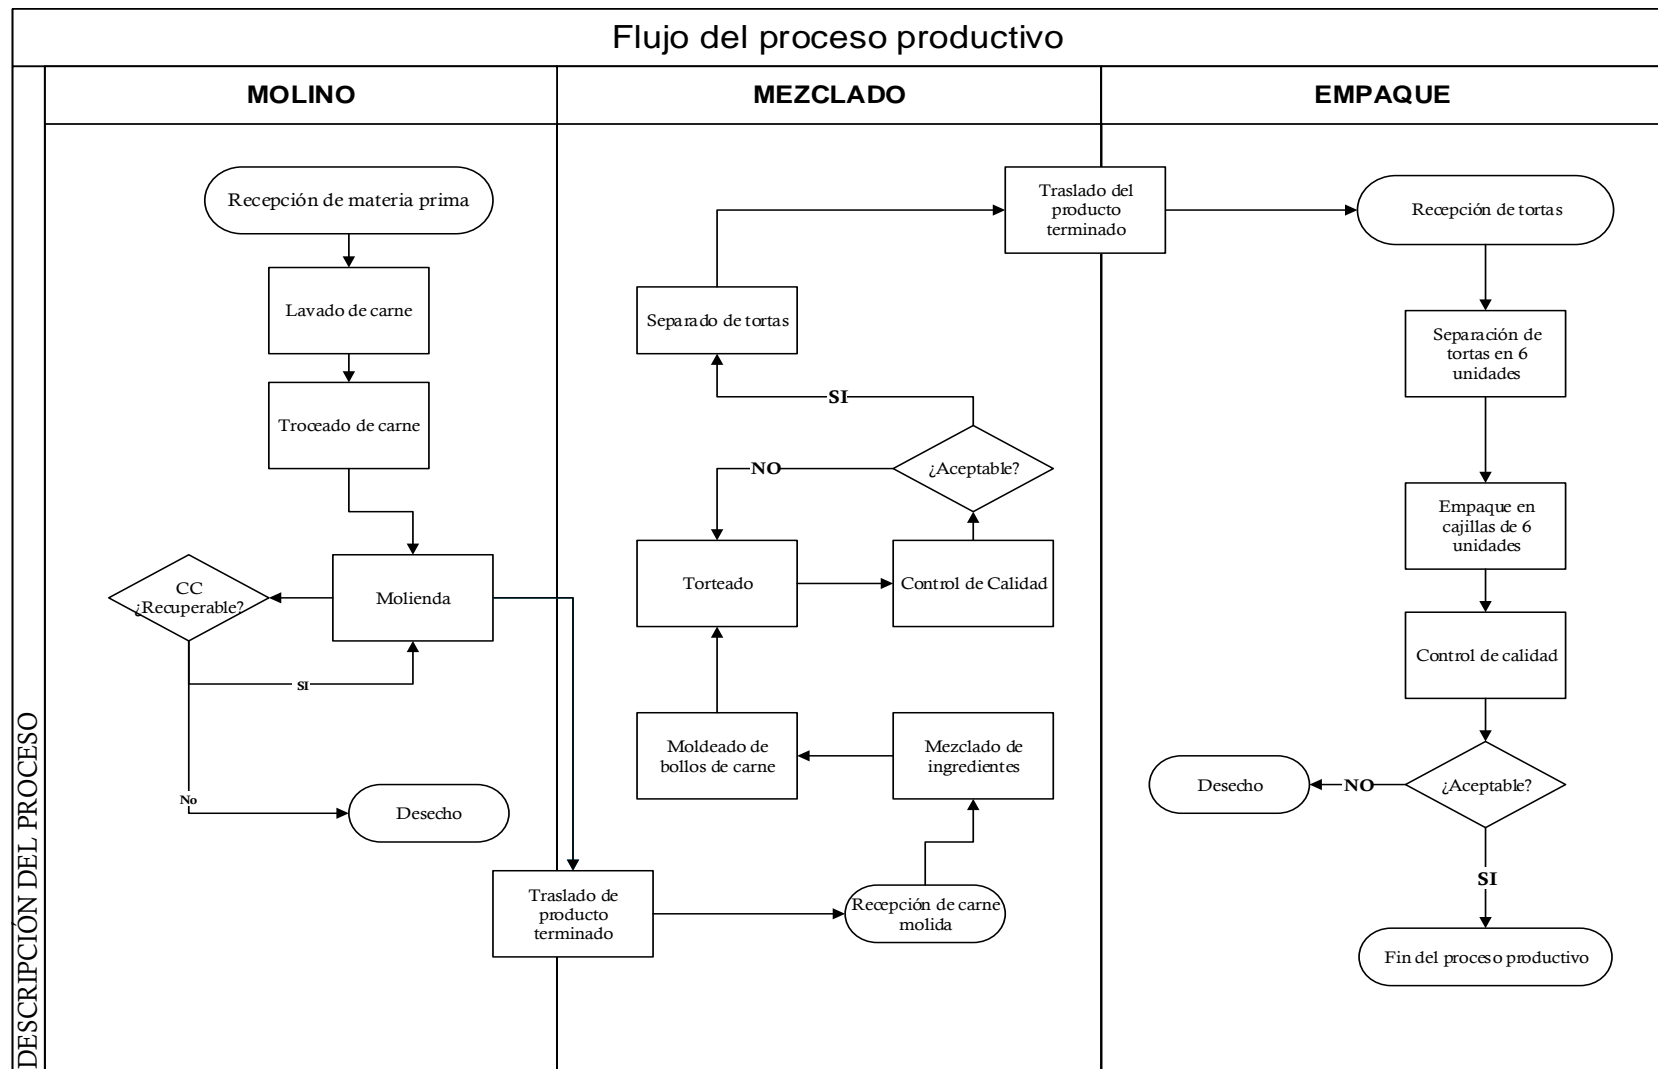 Flujo del proceso productivo
MOLINO
MEZCLADO
EMPAQUE
DESCRIPCIÓN DEL PROCESO
Recepción de materia prima
Lavado de carne
Troceado de carne
Molienda
CC
¿Recuperable?
SI
No
Desecho
Traslado de
producto
terminado
Recepción de carne
molida
Mezclado de
ingredientes
Moldeado de
bollos de carne
Torteado
Control de Calidad
¿Aceptable?
NO
SI
Separado de tortas
Traslado del
producto
terminado
Recepción de tortas
Separación de
tortas en 6
unidades
Empaque en
cajillas de 6
unidades
Control de calidad
¿Aceptable?
NO
Desecho
SI
Fin del proceso productivo